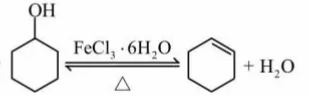 OH
FeCl₃·6H₂O
△
+ H₂O